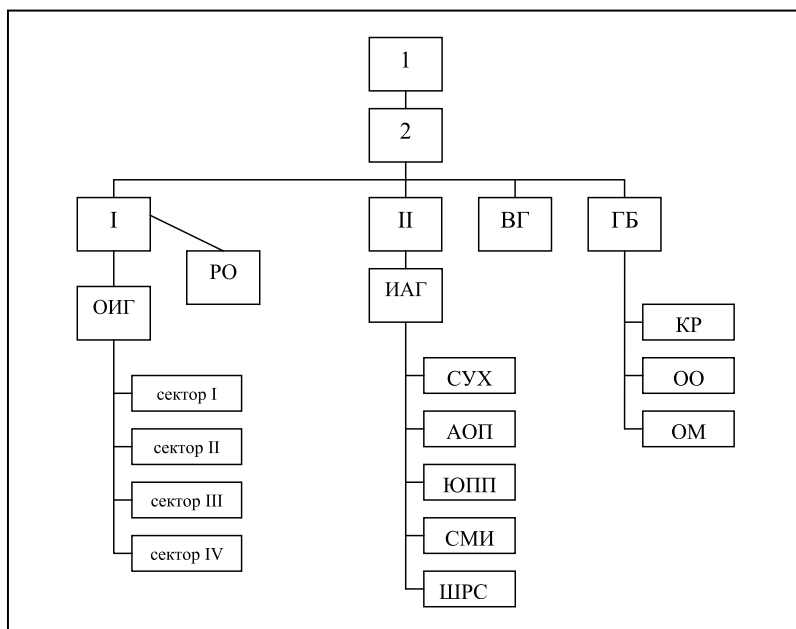 1
2
I
II
ВГ
ГБ
РО
ОИГ
ИАГ
КР
ОО
ОМ
сектор I
сектор II
сектор III
сектор IV
СУХ
АОП
ЮПП
СМИ
ШРС